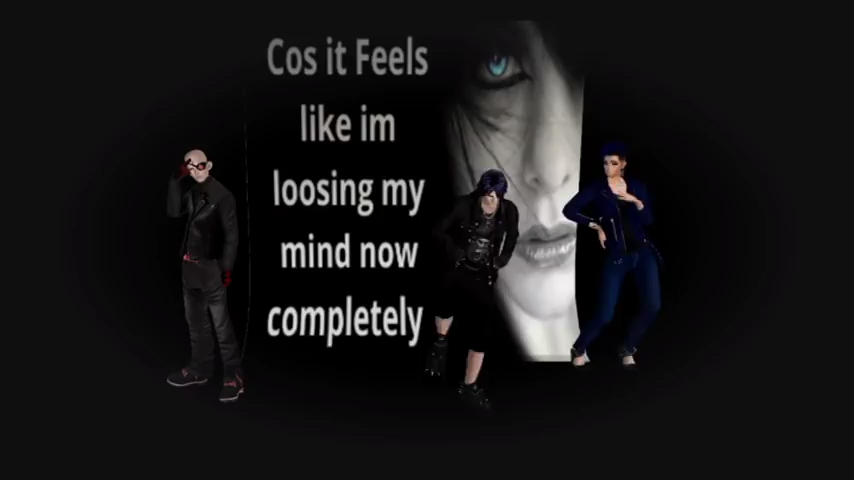 Cos it Feels
like im
loosing my
mind now
completely